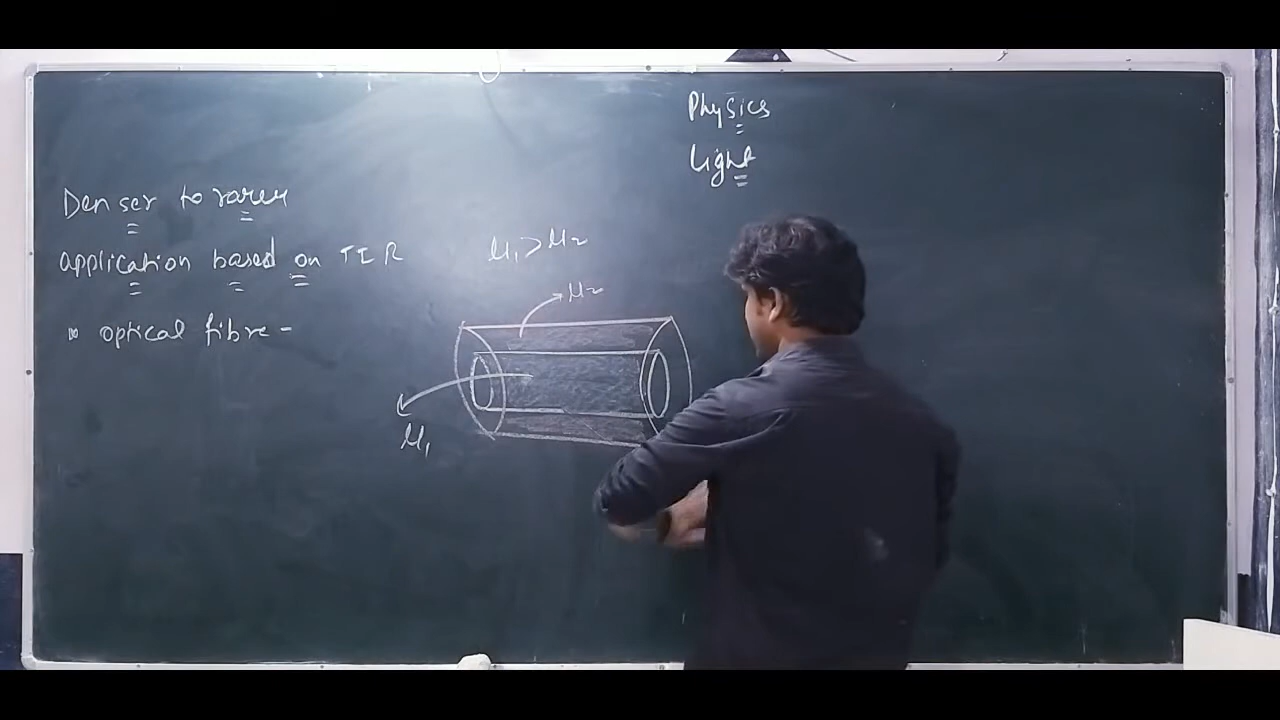 Physics
Light
Denser to rarer
application based on TIR
optical fibre -
μ₁ > μ₂
μ₂
μ₁